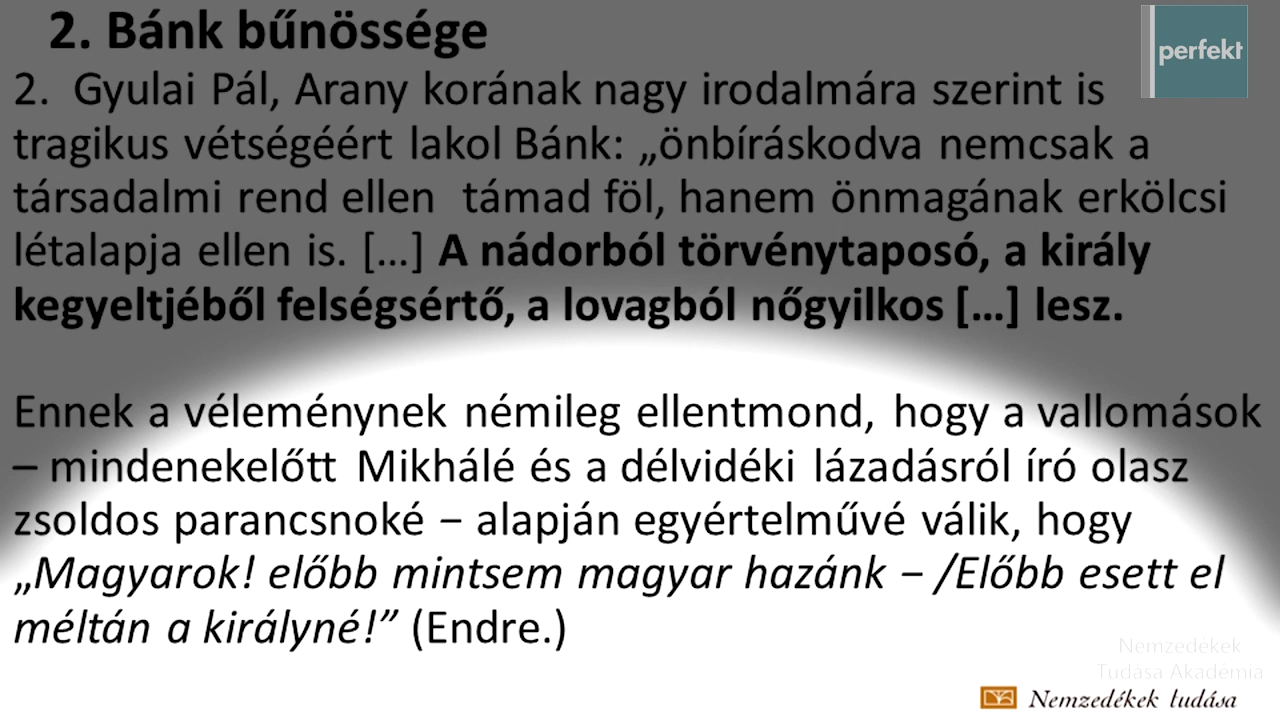 2. Bánk bűnössége
perfekt
2. Gyulai Pál, Arany korának nagy irodalmára szerint is
tragikus vétségéért lakol Bánk: „önbíráskodva nemcsak a
társadalmi rend ellen támad föl, hanem önmagának erkölcsi
létalapja ellen is. […] A nádorból törvénytaposó, a király
kegyeltjéből felségsértő, a lovagból nőgyilkos […] lesz.
Ennek a véleménynek némileg ellentmond, hogy a vallomások
– mindenekelőtt Mikhálé és a délvidéki lázadásról író olasz
zsoldos parancsnoké – alapján egyértelművé válik, hogy
„Magyarok! előbb mintsem magyar hazánk – /Előbb esett el
méltán a királyné!” (Endre.)
Nemzedékek
Tudása Akadémia
Nemzedékek tudása